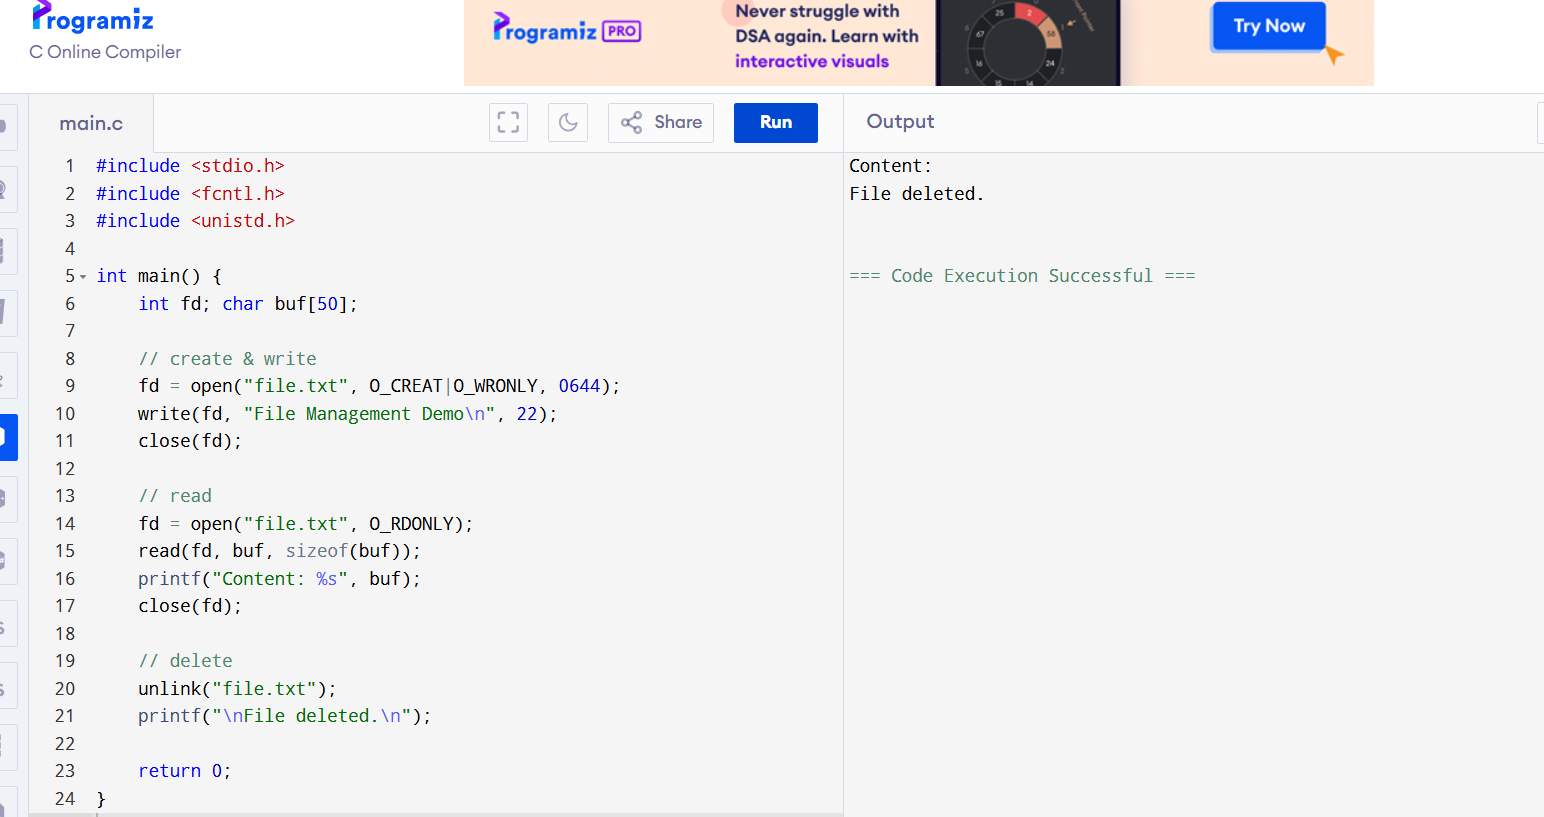 Programiz
C Online Compiler
Programiz PRO
Never struggle with
DSA again. Learn with
interactive visuals
Try Now
main.c
Share
Run
Output
1 #include <stdio.h>
2 #include <fcntl.h>
3 #include <unistd.h>
4
5 int main() {
6     int fd; char buf[50];
7
8     // create & write
9     fd = open("file.txt", O_CREAT|O_WRONLY, 0644);
10     write(fd, "File Management Demo\n", 22);
11     close(fd);
12
13     // read
14     fd = open("file.txt", O_RDONLY);
15     read(fd, buf, sizeof(buf));
16     printf("Content: %s", buf);
17     close(fd);
18
19     // delete
20     unlink("file.txt");
21     printf("\nFile deleted.\n");
22
23     return 0;
24 }
Content:
File deleted.
=== Code Execution Successful ===